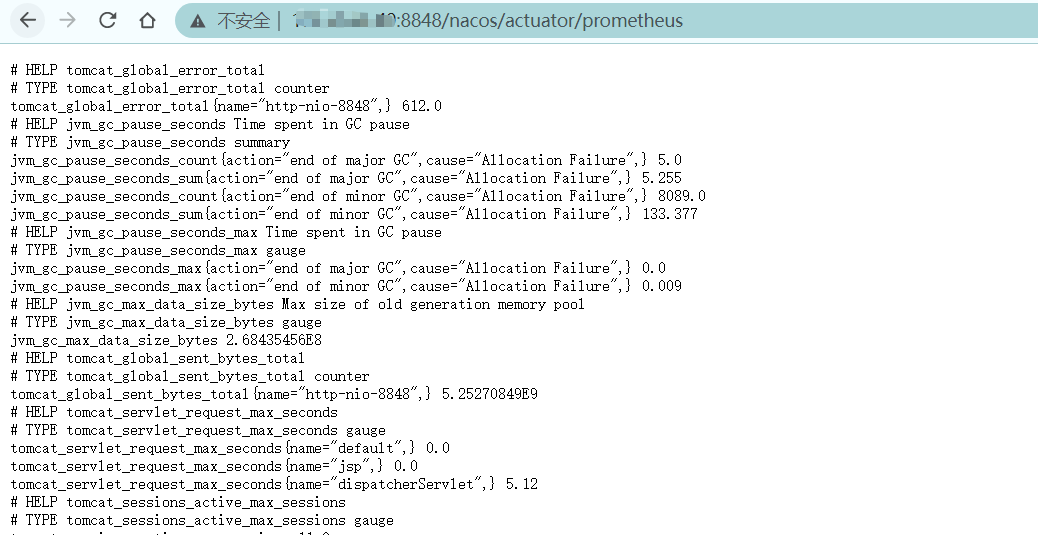 不安全 | :8848/nacos/actuator/prometheus
# HELP tomcat_global_error_total
# TYPE tomcat_global_error_total counter
tomcat_global_error_total{name="http-nio-8848",} 612.0
# HELP jvm_gc_pause_seconds Time spent in GC pause
# TYPE jvm_gc_pause_seconds summary
jvm_gc_pause_seconds_count{action="end of major GC",cause="Allocation Failure",} 5.0
jvm_gc_pause_seconds_sum{action="end of major GC",cause="Allocation Failure",} 5.255
jvm_gc_pause_seconds_count{action="end of minor GC",cause="Allocation Failure",} 8089.0
jvm_gc_pause_seconds_sum{action="end of minor GC",cause="Allocation Failure",} 133.377
# HELP jvm_gc_pause_seconds_max Time spent in GC pause
# TYPE jvm_gc_pause_seconds_max gauge
jvm_gc_pause_seconds_max{action="end of major GC",cause="Allocation Failure",} 0.0
jvm_gc_pause_seconds_max{action="end of minor GC",cause="Allocation Failure",} 0.009
# HELP jvm_gc_max_data_size_bytes Max size of old generation memory pool
# TYPE jvm_gc_max_data_size_bytes gauge
jvm_gc_max_data_size_bytes 2.68435456E8
# HELP tomcat_global_sent_bytes_total
# TYPE tomcat_global_sent_bytes_total counter
tomcat_global_sent_bytes_total{name="http-nio-8848",} 5.25270849E9
# HELP tomcat_servlet_request_max_seconds
# TYPE tomcat_servlet_request_max_seconds gauge
tomcat_servlet_request_max_seconds{name="default",} 0.0
tomcat_servlet_request_max_seconds{name="jsp",} 0.0
tomcat_servlet_request_max_seconds{name="dispatcherServlet",} 5.12
# HELP tomcat_sessions_active_max_sessions
# TYPE tomcat_sessions_active_max_sessions gauge